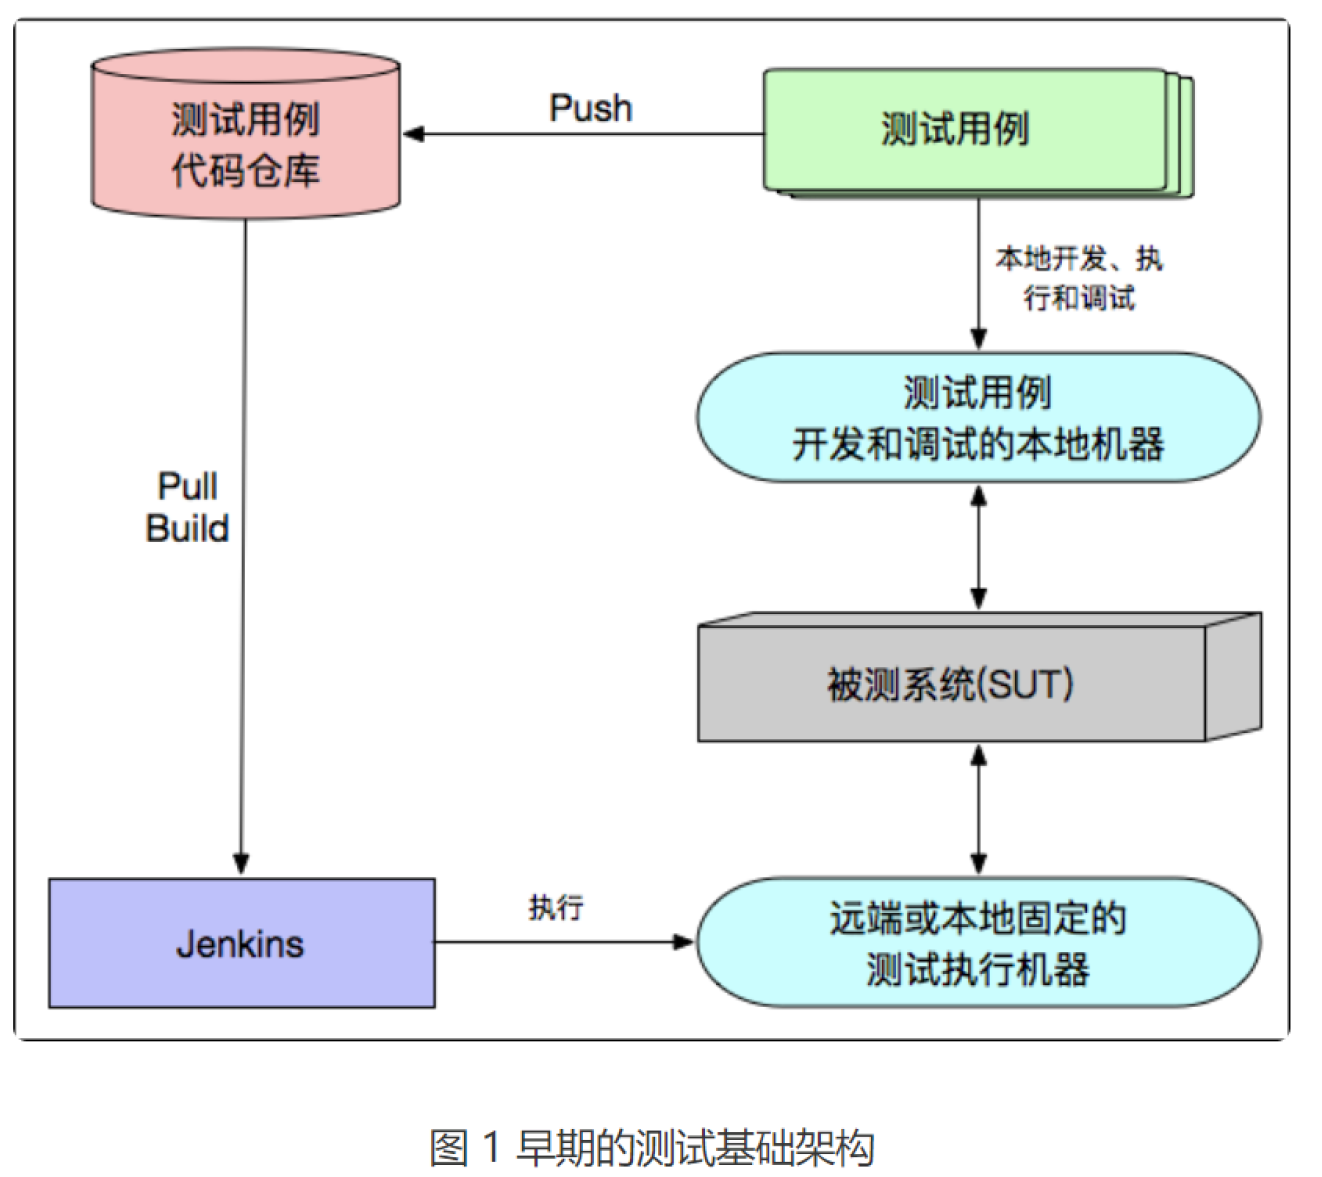 测试用例
代码仓库
Push
测试用例
本地开发、执
行和调试
测试用例
开发和调试的本地机器
Pull
Build
被测系统(SUT)
Jenkins
执行
远端或本地固定的
测试执行机器
图 1 早期的测试基础架构